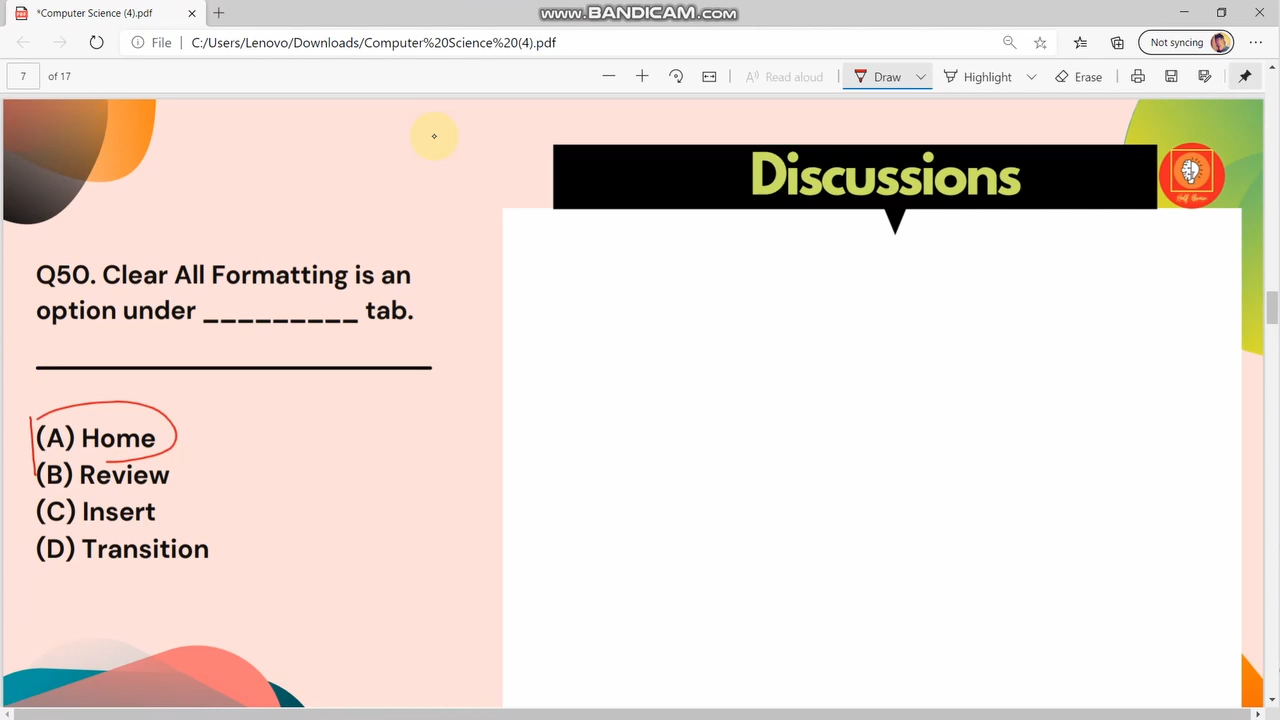 *Computer Science (4).pdf
www.BANDICAM.com
File
C:/Users/Lenovo/Downloads/Computer%20Science%20(4).pdf
Not syncing
7
of 17
Read aloud
Draw
Highlight
Erase
Discussions
Q50. Clear All Formatting is an
option under _________ tab.
(A) Home
(B) Review
(C) Insert
(D) Transition